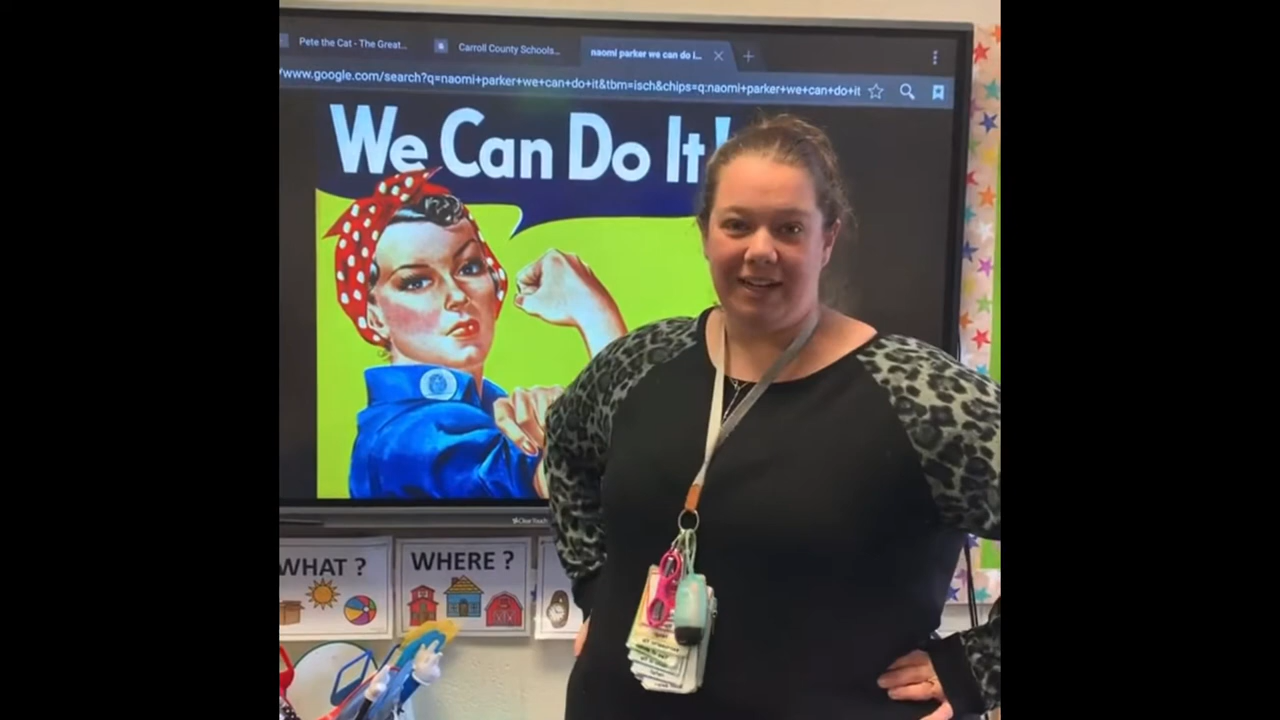 Pete the Cat - The Great...
Carroll County Schools...
naomi parker we can do i...
/www.google.com/search?q=naomi+parker+we+can+do+it&tbm=isch&chips=q:naomi+parker+we+can+do+it
We Can Do It!
ClearTouch
WHAT ?
WHERE ?